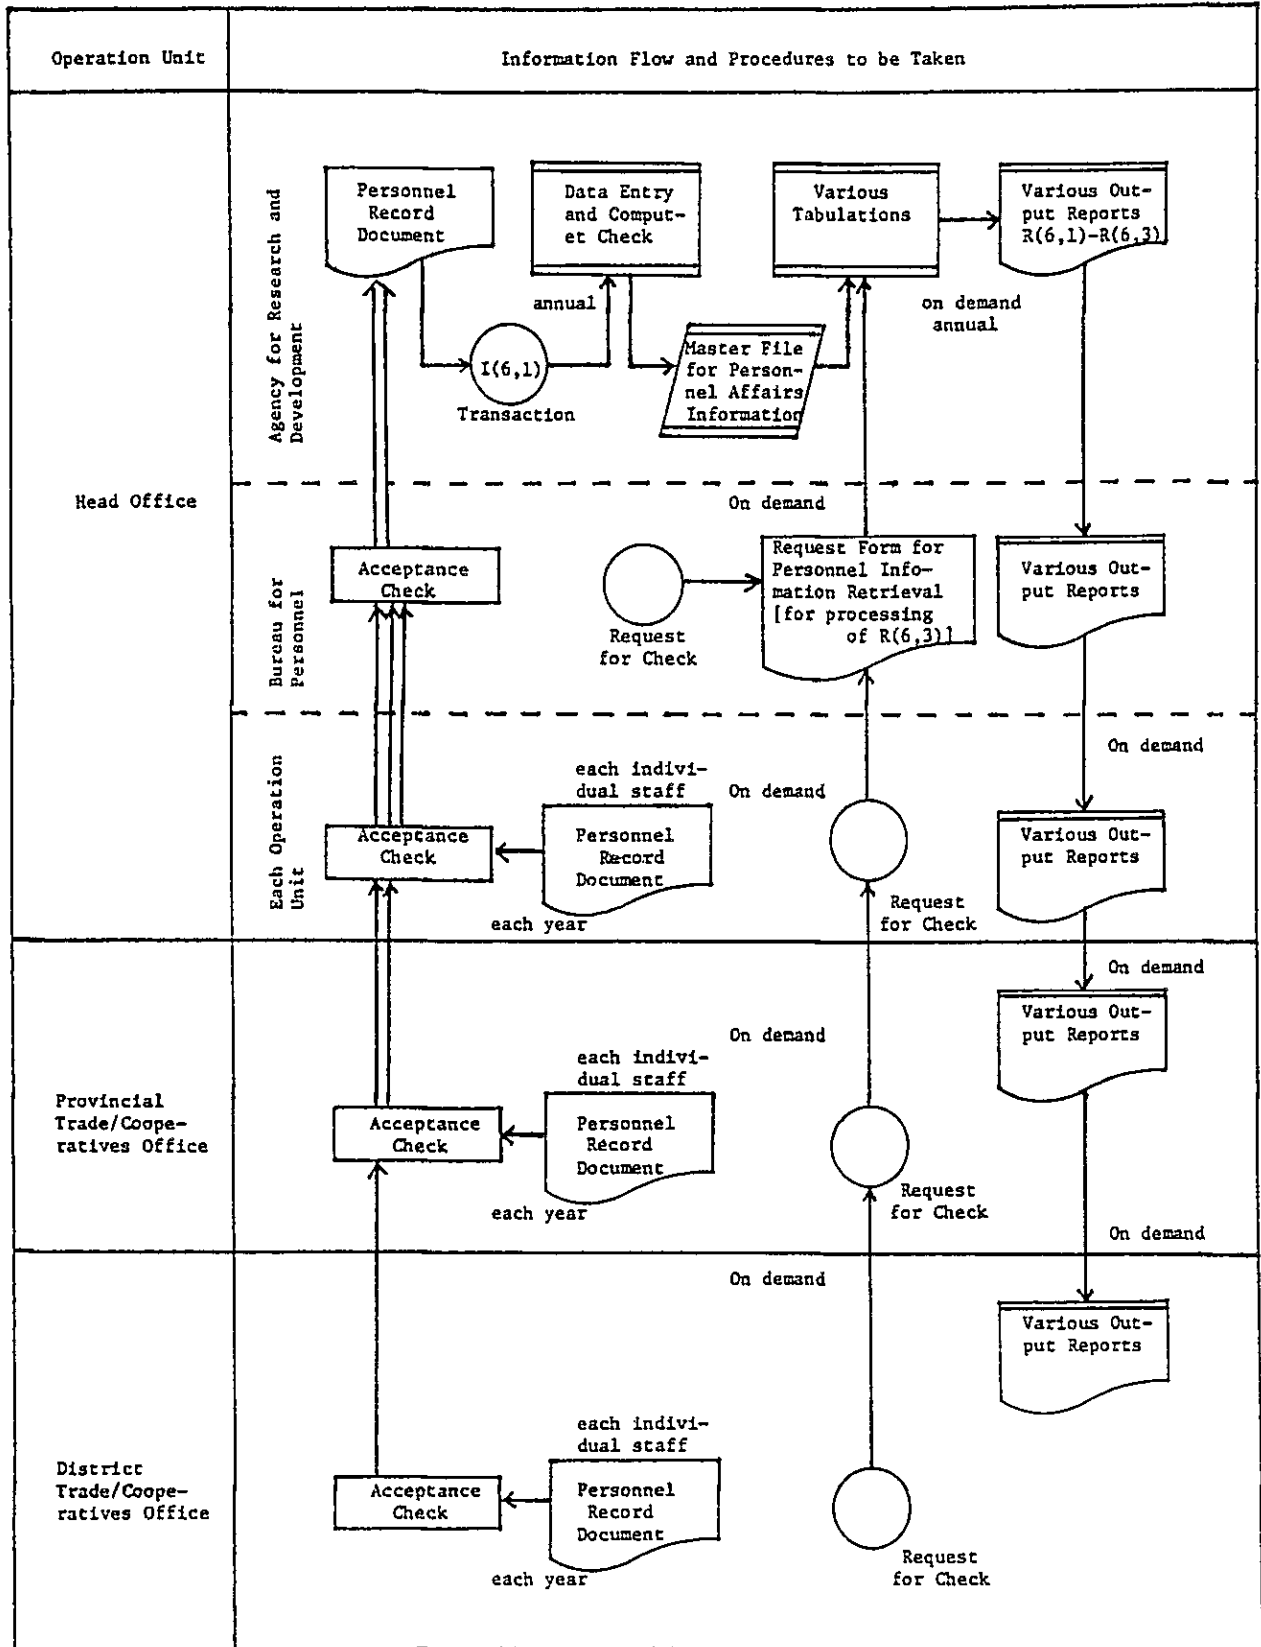 Operation Unit
Information Flow and Procedures to be Taken
Head Office
Agency for Research and
Development
Personnel
Record
Document
Data Entry
and Comput-
et Check
Various
Tabulations
Various Out-
put Reports
R(6,1)-R(6,3)
annual
on demand
annual
I(6,1)
Transaction
Master File
for Person-
nel Affairs
Information
Bureau for
Personnel
On demand
Acceptance
Check
Request
for Check
Request Form for
Personnel Info-
mation Retrieval
[for processing
of R(6,3)]
Various Out-
put Reports
Each Operation
Unit
On demand
each indivi-
dual staff
On demand
Acceptance
Check
Personnel
Record
Document
each year
Request
for Check
Various Out-
put Reports
Provincial
Trade/Coope-
ratives Office
On demand
Various Out-
put Reports
On demand
each indivi-
dual staff
Acceptance
Check
Personnel
Record
Document
each year
Request
for Check
On demand
District
Trade/Coope-
ratives Office
On demand
Various Out-
put Reports
each indivi-
dual staff
Acceptance
Check
Personnel
Record
Document
each year
Request
for Check